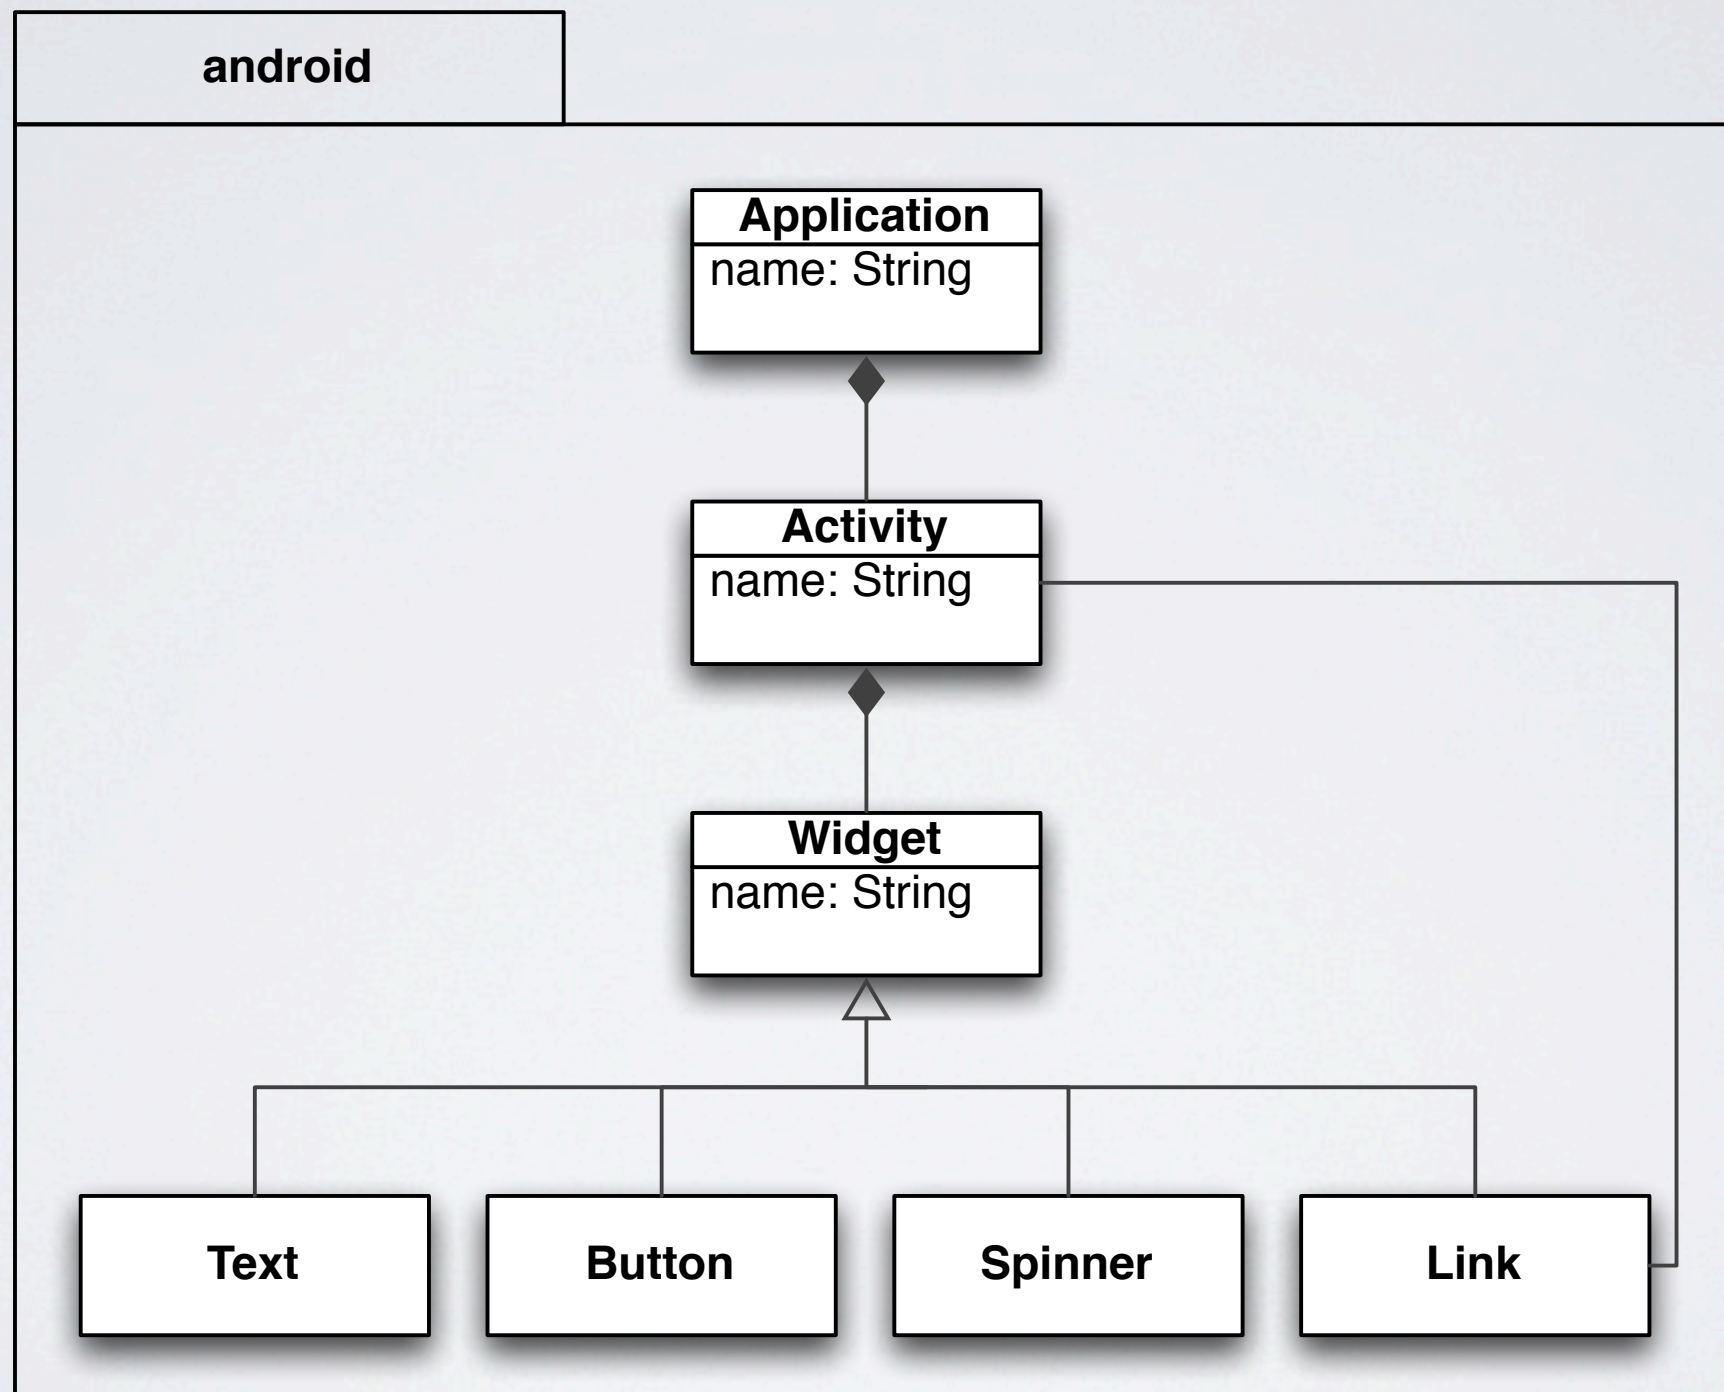 android
Application
name: String
Activity
name: String
Widget
name: String
Text
Button
Spinner
Link